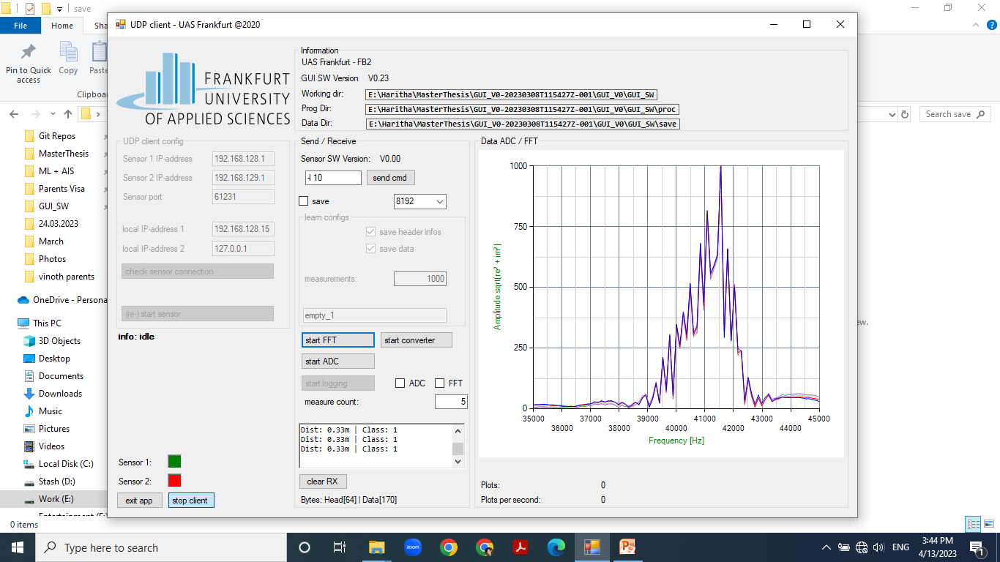 save
File
Home
Sha
Pin to Quick
access
Copy
Paste
Clipboa
Search save
Git Repos
MasterThesis
ML + AIS
Parents Visa
GUI_SW
24.03.2023
March
Photos
vinoth parents
OneDrive - Persona
This PC
3D Objects
Desktop
Documents
Downloads
Music
Pictures
Videos
Local Disk (C:)
Stash (D:)
Work (E:)
0 items
ew.
UDP client - UAS Frankfurt @2020
FRANKFURT
UNIVERSITY
OF APPLIED SCIENCES
Information
UAS Frankfurt - FB2
GUI SW Version V0.23
Working dir: E:\Haritha\MasterThesis\GUI_V0-20230308T115427Z-001\GUI_V0\GUI_SW
Prog Dir: E:\Haritha\MasterThesis\GUI_V0-20230308T115427Z-001\GUI_V0\GUI_SW\proc
Data Dir: E:\Haritha\MasterThesis\GUI_V0-20230308T115427Z-001\GUI_V0\GUI_SW\save
UDP client config
Sensor 1 IP-address 192.168.128.1
Sensor 2 IP-address 192.168.129.1
Sensor port 61231
local IP-address 1 192.168.128.15
local IP-address 2 127.0.0.1
check sensor connection
(re-) start sensor
info: idle
Sensor 1:
Sensor 2:
exit app stop client
Send / Receive
Sensor SW Version: V0.00
-l 10 send cmd
save 8192
learn configs
save header infos
save data
measurements: 1000
empty_1
start FFT start converter
start ADC
start logging ADC FFT
measure count: 5
Dist: 0.33m | Class: 1
Dist: 0.33m | Class: 1
Dist: 0.33m | Class: 1
clear RX
Bytes: Head[64] | Data[170]
Data ADC / FFT
Amplitude sqrt[re² + im²]
1000
750
500
250
0
35000 37000 39000 41000 43000 45000
36000 38000 40000 42000 44000
Frequency [Hz]
Plots: 0
Plots per second: 0
Type here to search
zoom
ENG
3:44 PM
4/13/2023
1